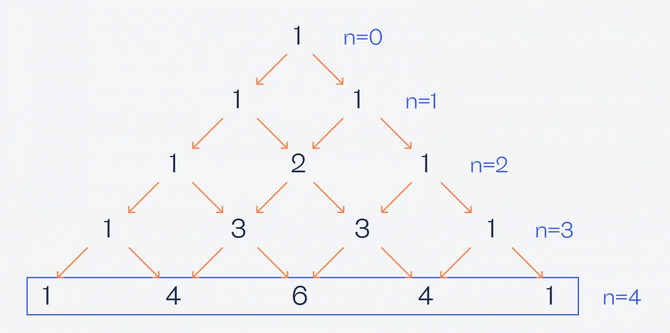 1 n=0
1 1 n=1
1 2 1 n=2
1 3 3 1 n=3
1 4 6 4 1 n=4